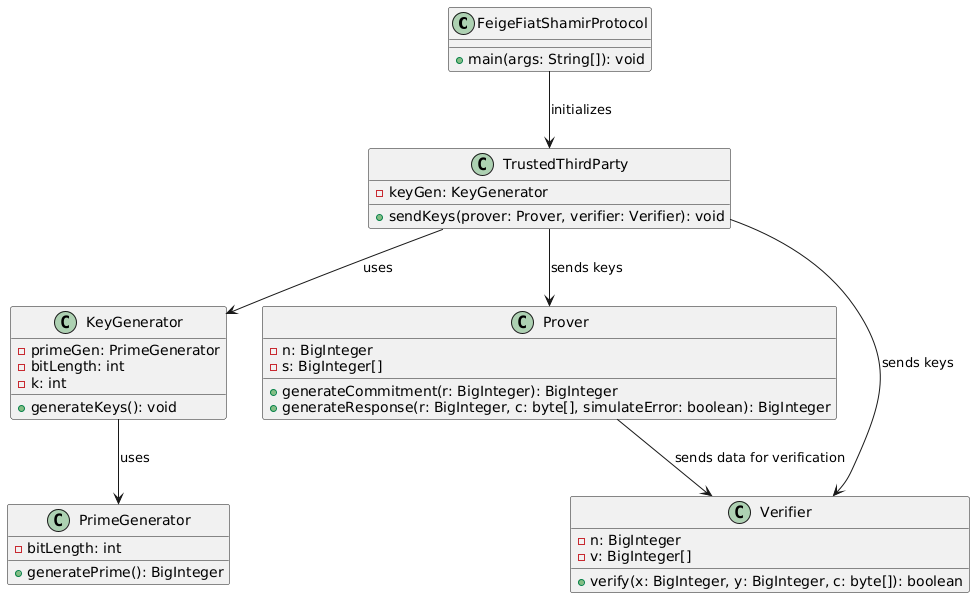 C FeigeFiatShamirProtocol
main(args: String[]): void
initializes
C TrustedThirdParty
keyGen: KeyGenerator
sendKeys(prover: Prover, verifier: Verifier): void
uses
sends keys
C KeyGenerator
primeGen: PrimeGenerator
bitLength: int
k: int
generateKeys(): void
C Prover
n: BigInteger
s: BigInteger[]
generateCommitment(r: BigInteger): BigInteger
generateResponse(r: BigInteger, c: byte[], simulateError: boolean): BigInteger
sends keys
uses
sends data for verification
C PrimeGenerator
bitLength: int
generatePrime(): BigInteger
C Verifier
n: BigInteger
v: BigInteger[]
verify(x: BigInteger, y: BigInteger, c: byte[]): boolean